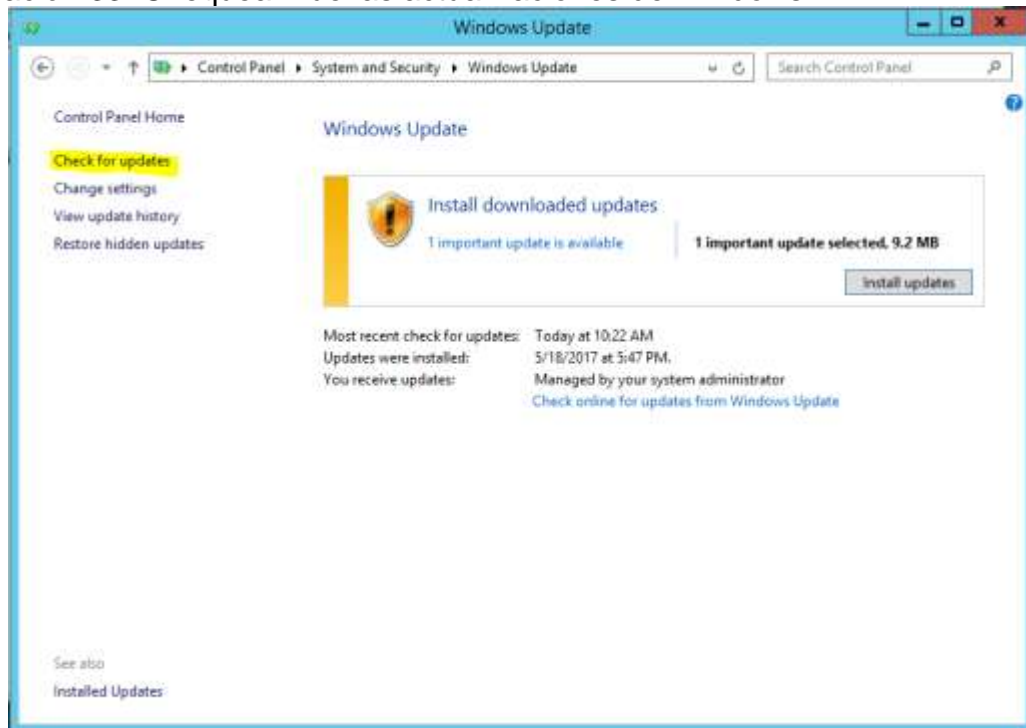 Windows Update
Control Panel ▸ System and Security ▸ Windows Update
Search Control Panel
Control Panel Home
Check for updates
Change settings
View update history
Restore hidden updates
Windows Update
Install downloaded updates
1 important update is available
1 important update selected, 9.2 MB
Install updates
Most recent check for updates: Today at 10:22 AM
Updates were installed: 5/18/2017 at 5:47 PM.
You receive updates: Managed by your system administrator
Check online for updates from Windows Update
See also
Installed Updates